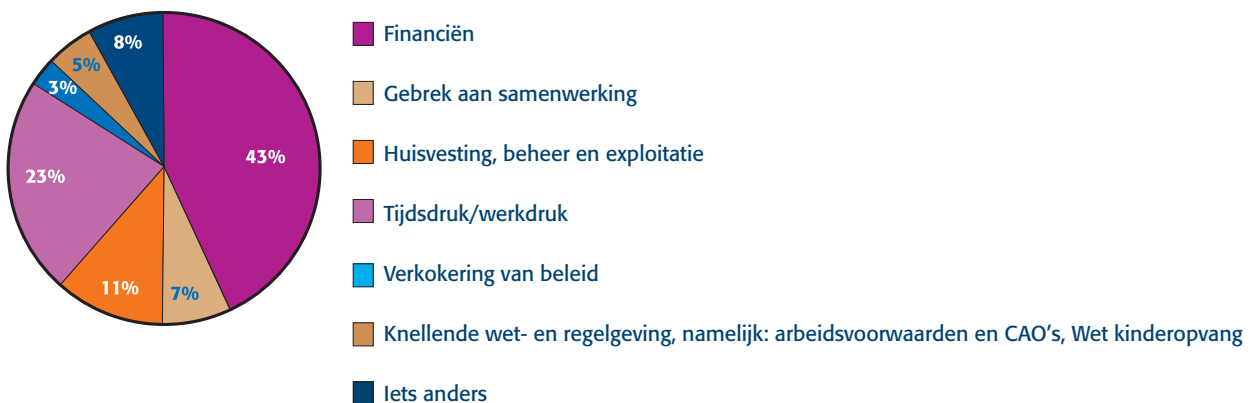 8%
5%
3%
43%
23%
11%
7%
Financiën
Gebrek aan samenwerking
Huisvesting, beheer en exploitatie
Tijdsdruk/werkdruk
Verkokering van beleid
Knellende wet- en regelgeving, namelijk: arbeidsvoorwaarden en CAO's, Wet kinderopvang
Iets anders